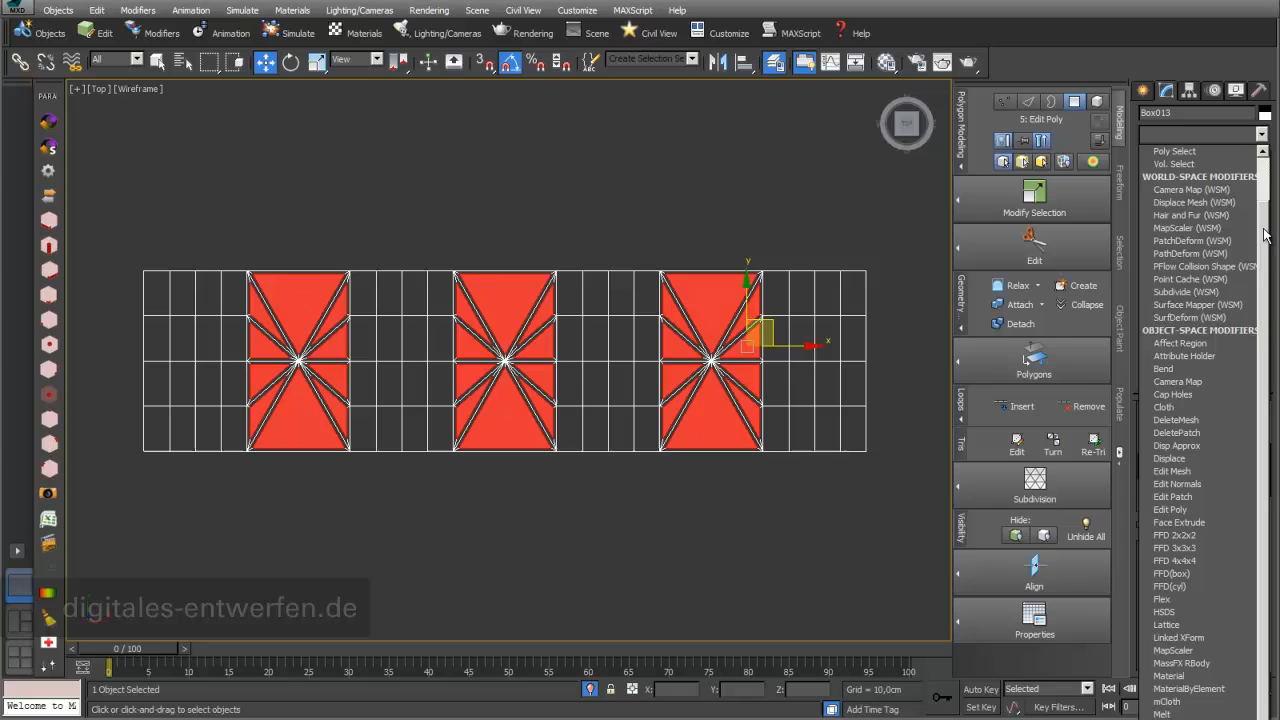 MXD Objects Edit Modifiers Animation Simulate Materials Lighting/Cameras Rendering Scene Civil View Customize MAXScript Help
Objects Edit Modifiers Animation Simulate Materials Lighting/Cameras Rendering Scene Civil View Customize MAXScript Help
All View 3 Create Selection Se
[+] [Top] [Wireframe]
PARA
TOP
Polygon Modeling
5: Edit Poly
Modify Selection
Edit
Geometry...
Relax Create
Attach Collapse
Detach
Polygons
Loops
Insert Remove
Tris
Edit Turn Re-Tri
Subdivision
Visibility
Hide:
Unhide All
Align
Properties
Modeling
Freeform
Selection
Object Paint
Populate
Box013
Poly Select
Vol. Select
WORLD-SPACE MODIFIERS
Camera Map (WSM)
Displace Mesh (WSM)
Hair and Fur (WSM)
MapScaler (WSM)
PatchDeform (WSM)
PathDeform (WSM)
PFlow Collision Shape (WSM
Point Cache (WSM)
Subdivide (WSM)
Surface Mapper (WSM)
SurfDeform (WSM)
OBJECT-SPACE MODIFIERS
Affect Region
Attribute Holder
Bend
Camera Map
Cap Holes
Cloth
DeleteMesh
DeletePatch
Disp Approx
Displace
Edit Mesh
Edit Normals
Edit Patch
Edit Poly
Face Extrude
FFD 2x2x2
FFD 3x3x3
FFD 4x4x4
FFD(box)
FFD(cyl)
Flex
HSDS
Lattice
Linked XForm
MapScaler
MassFX RBody
Material
MaterialByElement
mCloth
Melt
y
x
digitales-entwerfen.de
< 0 / 100 >
0 5 10 15 20 25 30 35 40 45 50 55 60 65 70 75 80 85 90 95 100
1 Object Selected X: Y: Z: Grid = 10,0cm Auto Key Selected
Welcome to M Click or click-and-drag to select objects Add Time Tag Set Key Key Filters... 0